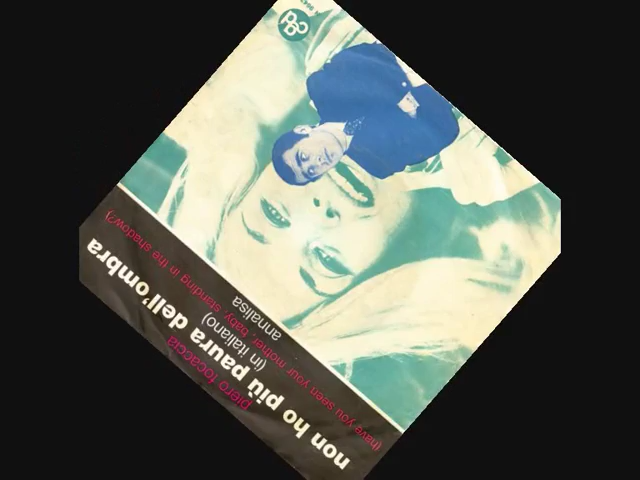 piero focaccia
non ho più paura dell'ombra
(in italiano)
(have you seen your mother, baby, standing in the shadow?)
annalisa
CGD